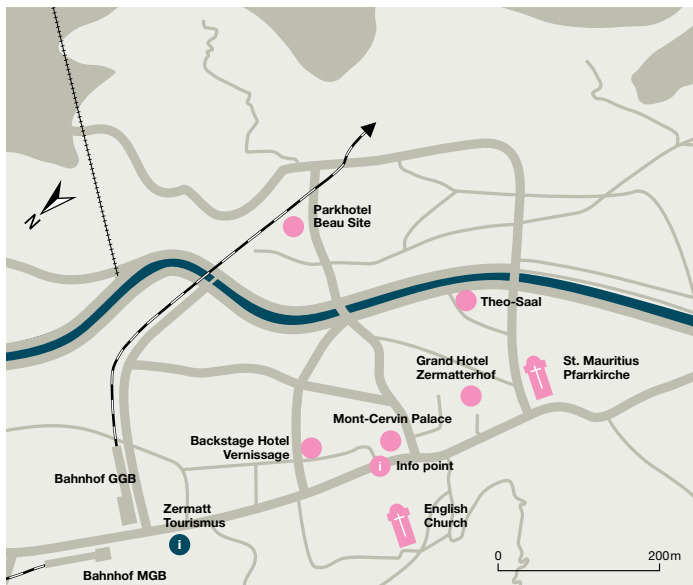 N
Parkhotel
Beau Site
Theo-Saal
Grand Hotel
Zermatterhof
St. Mauritius
Pfarrkirche
Mont-Cervin Palace
Backstage Hotel
Vernissage
i
Info point
Bahnhof GGB
Zermatt
Tourismus
i
English
Church
Bahnhof MGB
0
200 m